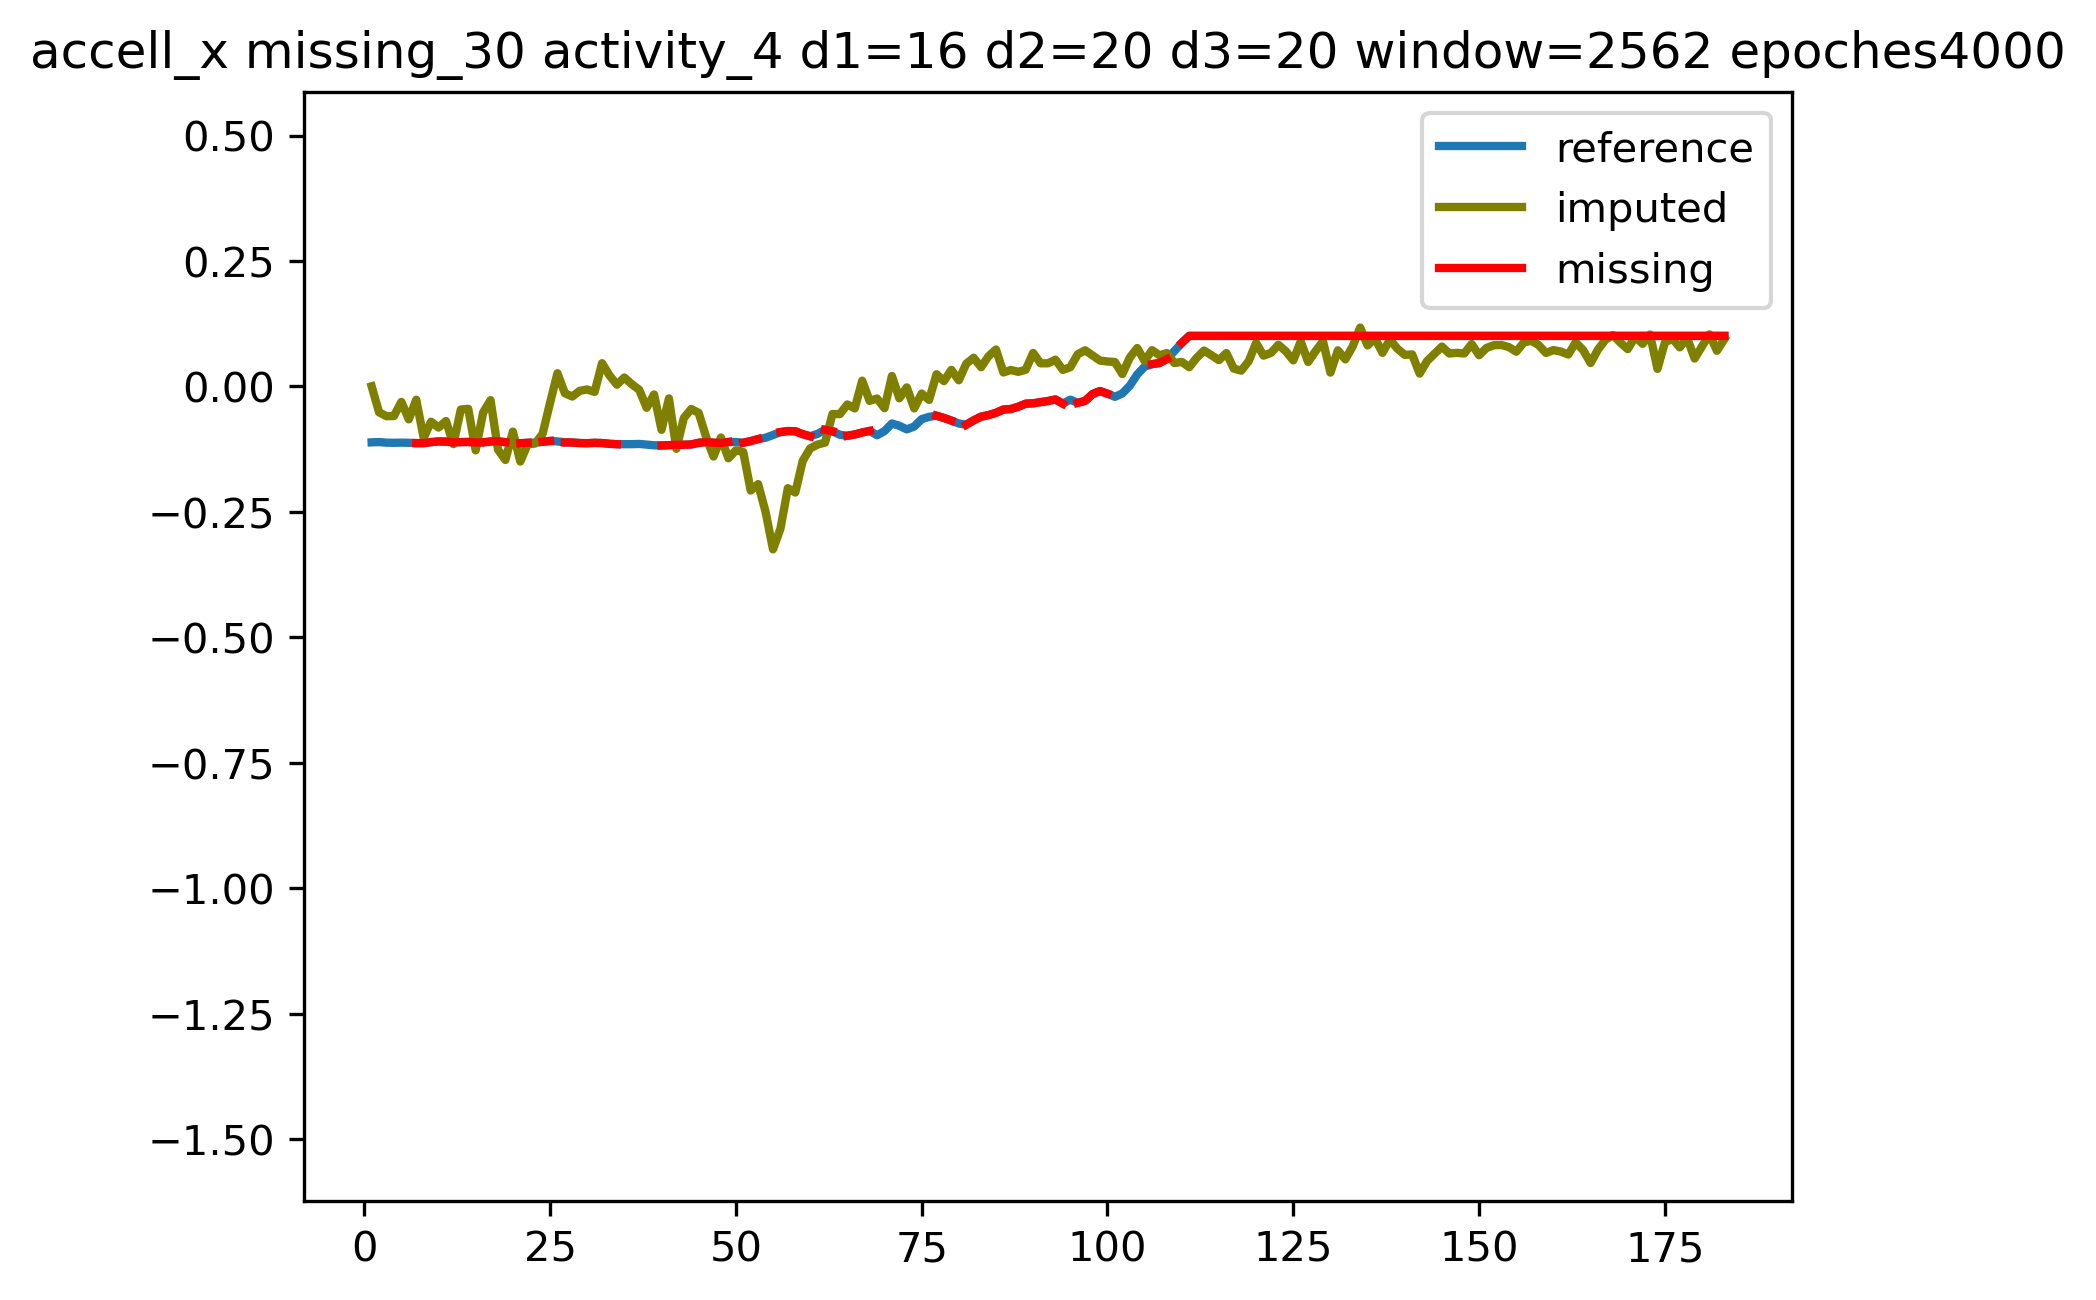 accell_x missing_30 activity_4 d1=16 d2=20 d3=20 window=2562 epoches4000
reference
imputed
missing
0.50
0.25
0.00
−0.25
−0.50
−0.75
−1.00
−1.25
−1.50
0 25 50 75 100 125 150 175